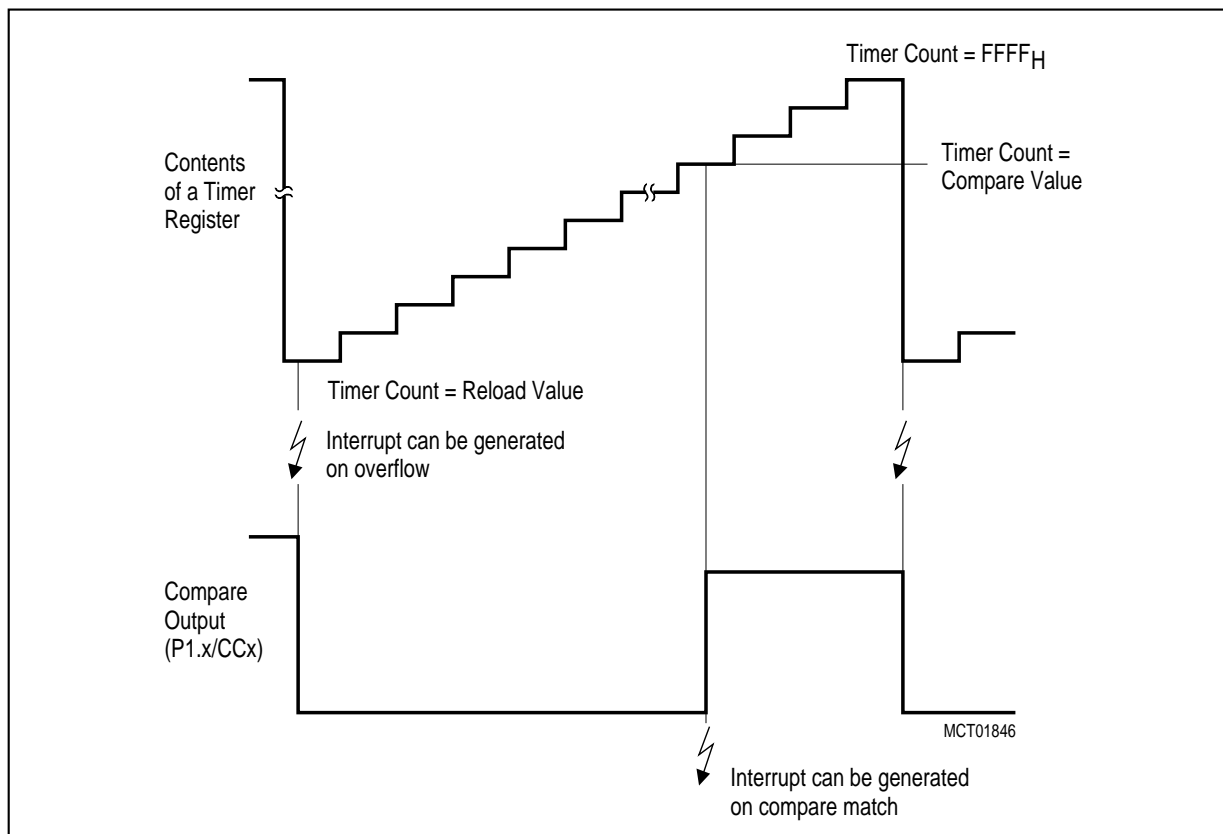 Timer Count = FFFFH
Contents
of a Timer
Register
Timer Count =
Compare Value
Timer Count = Reload Value
Interrupt can be generated
on overflow
Compare
Output
(P1.x/CCx)
MCT01846
Interrupt can be generated
on compare match